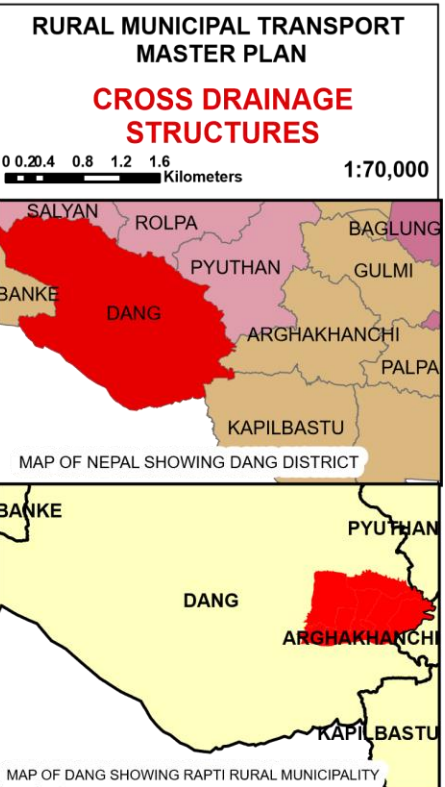 RURAL MUNICIPAL TRANSPORT
MASTER PLAN
CROSS DRAINAGE
STRUCTURES
0 0.20.4 0.8 1.2 1.6
Kilometers
1:70,000
SALYAN
ROLPA
BAGLUNG
PYUTHAN
GULMI
BANKE
DANG
ARGHAKHANCHI
PALPA
KAPILBASTU
MAP OF NEPAL SHOWING DANG DISTRICT
BANKE
PYUTHAN
DANG
ARGHAKHANCHI
KAPILBASTU
MAP OF DANG SHOWING RAPTI RURAL MUNICIPALITY